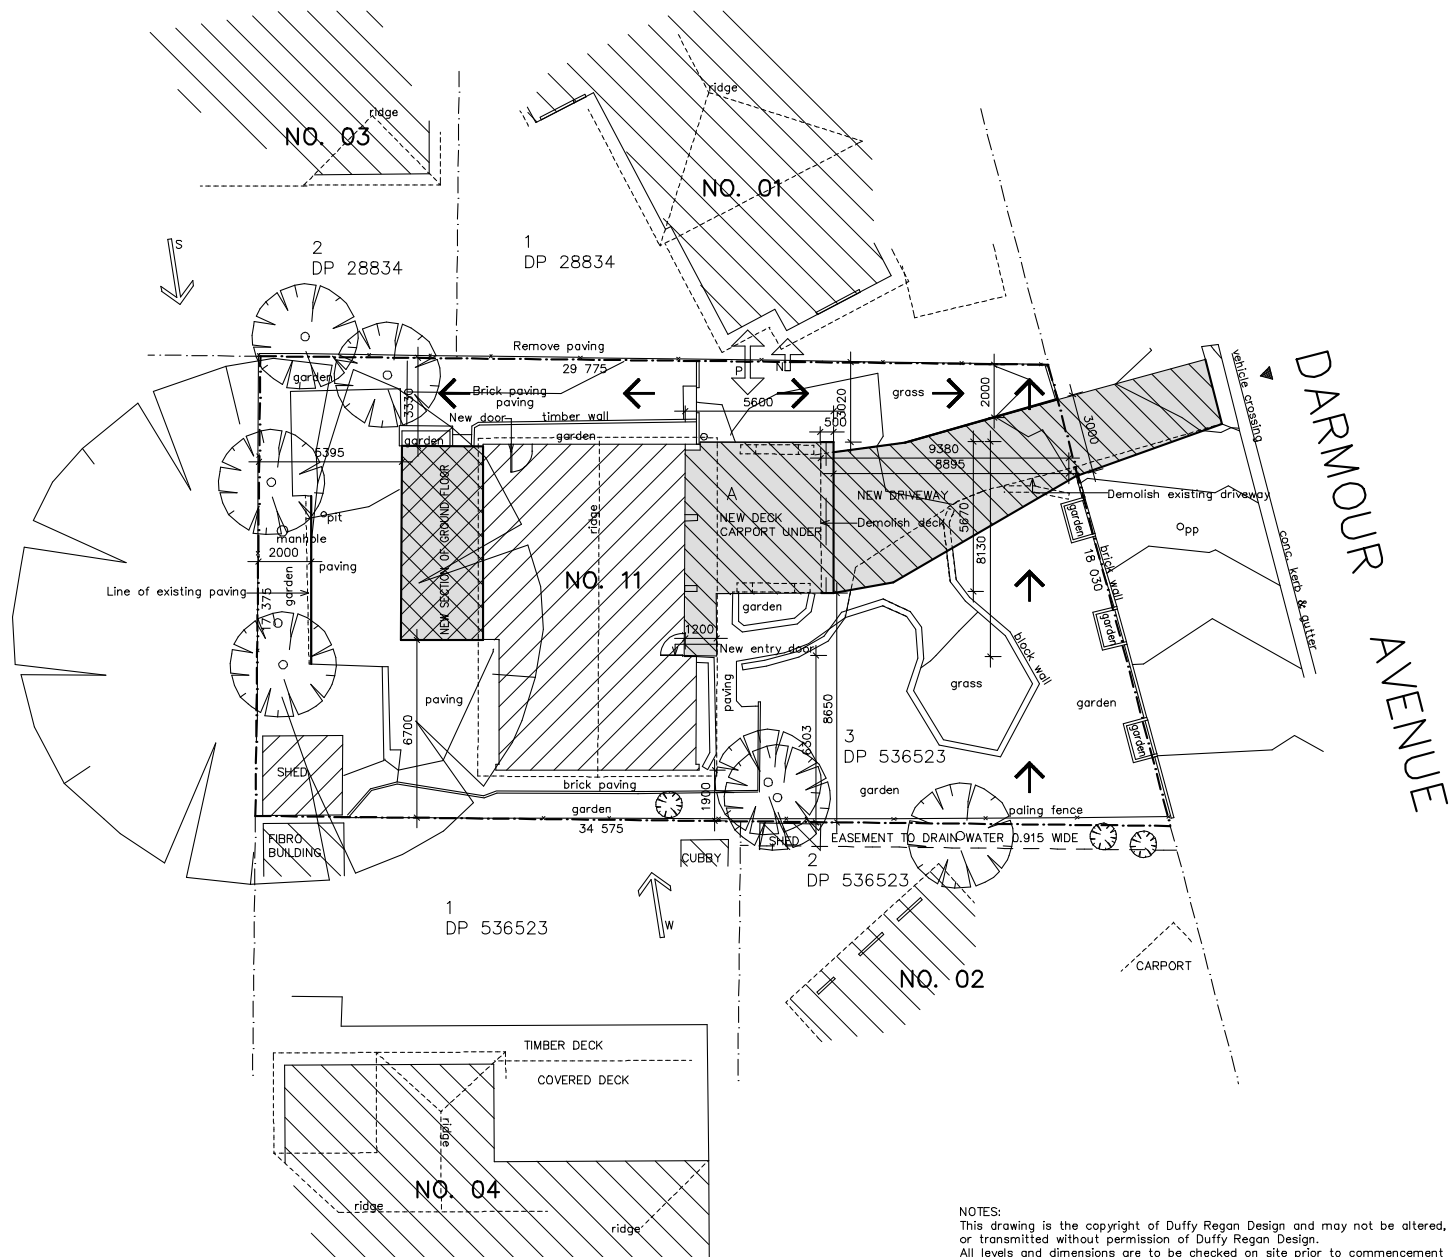 ridge
ridge
NO. 03
NO. 01
S
2
DP 28834
1
DP 28834
Remove paving
29 775
P
N
garden
3330
Brick paving
paving
New door
timber wall
garden
garden
5600
500
3020
grass
2000
3000
vehicle crossing
DARMOUR
AVENUE
5395
9380
8895
NEW SECTION OF GROUND FLOOR
ridge
A
NEW DECK
CARPORT UNDER
NEW DRIVEWAY
Demolish deck
5670
8130
Demolish existing driveway
pp
garden
brick wall
18 030
conc. kerb & gutter
pit
manhole
2000
paving
garden
Line of existing paving
17 375
NO. 11
garden
1200
New entry door
garden
block wall
grass
garden
paving
paving
6700
8650
6303
3
DP 536523
garden
SHED
brick paving
garden
1900
garden
paling fence
34 575
FIBRO
BUILDING
SHED
EASEMENT TO DRAIN WATER 0.915 WIDE
CUBBY
2
DP 536523
1
DP 536523
W
NO. 02
CARPORT
TIMBER DECK
COVERED DECK
ridge
NO. 04
ridge
ridge
NOTES:
This drawing is the copyright of Duffy Regan Design and may not be altered,
or transmitted without permission of Duffy Regan Design.
All levels and dimensions are to be checked on site prior to commencement